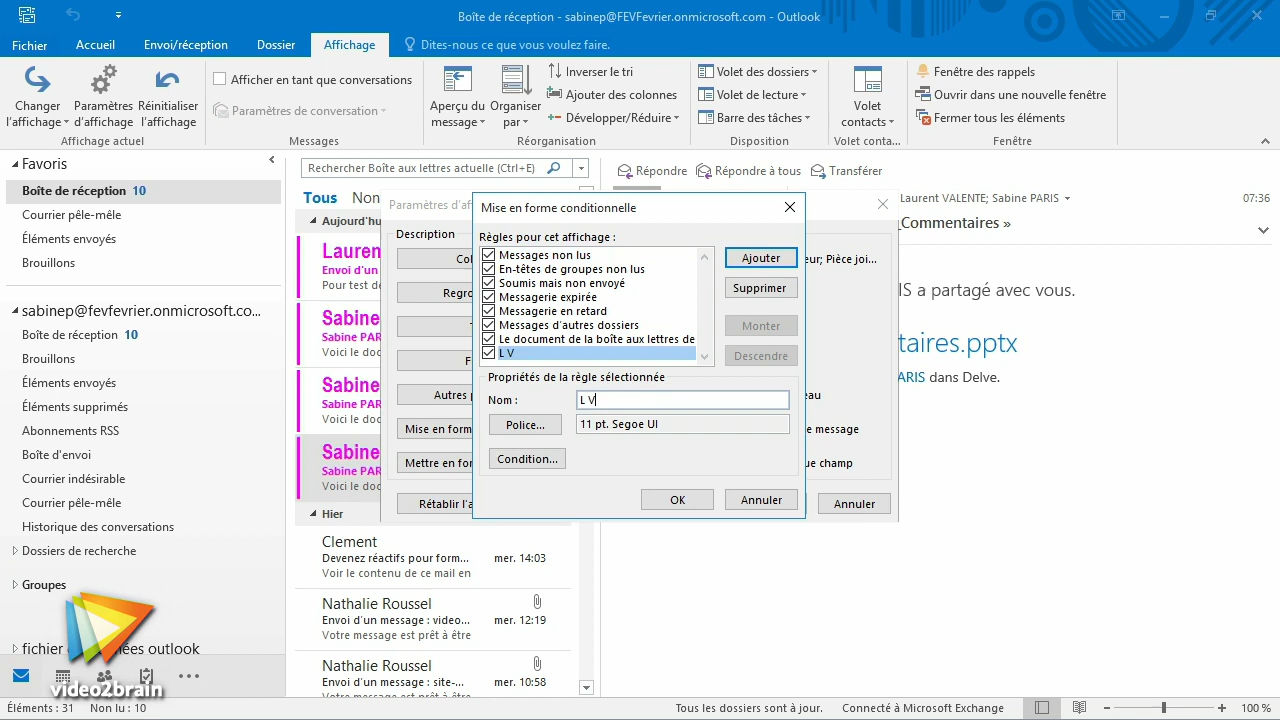 Boîte de réception - sabinep@FEVFevrier.onmicrosoft.com - Outlook
Fichier
Accueil
Envoi/réception
Dossier
Affichage
Dites-nous ce que vous voulez faire.
Changer l'affichage
Paramètres d'affichage
Réinitialiser l'affichage
Affichage actuel
Afficher en tant que conversations
Paramètres de conversation
Messages
Aperçu du message
Organiser par
Inverser le tri
Ajouter des colonnes
Développer/Réduire
Réorganisation
Volet des dossiers
Volet de lecture
Barre des tâches
Disposition
Volet contacts
Volet conta...
Fenêtre des rappels
Ouvrir dans une nouvelle fenêtre
Fermer tous les éléments
Fenêtre
Favoris
Boîte de réception 10
Courrier pêle-mêle
Éléments envoyés
Brouillons
sabinep@fevfevrier.onmicrosoft.co...
Boîte de réception 10
Brouillons
Éléments envoyés
Éléments supprimés
Abonnements RSS
Boîte d'envoi
Courrier indésirable
Courrier pêle-mêle
Historique des conversations
Dossiers de recherche
Groupes
outlook
video2brain
Rechercher Boîte aux lettres actuelle (Ctrl+E)
Tous Non
Aujourd'hu
Lauren
Envoi d'un
Pour test d
Sabine
Sabine PAR
Voici le doc
Sabine
Sabine PAR
Voici le doc
Sabine
Sabine PAR
Voici le doc
Hier
Clement
Devenez réactifs pour form... mer. 14:03
Voir le contenu de ce mail en
Nathalie Roussel
Envoi d'un message : video... mer. 12:19
Votre message est prêt à être
Nathalie Roussel
Envoi d'un message : site-... mer. 10:58
Votre message est prêt à être
Répondre
Répondre à tous
Transférer
Laurent VALENTE; Sabine PARIS
07:36
_Commentaires »
IS a partagé avec vous.
taires.pptx
ARIS dans Delve.
Paramètres d'af
Description
Col
Regro
T
F
Autres p
Mise en form
Mettre en for
Rétablir l'a
eur; Pièce joi...
eau
e message
ue champ
Annuler
Mise en forme conditionnelle
Règles pour cet affichage :
Messages non lus
En-têtes de groupes non lus
Soumis mais non envoyé
Messagerie expirée
Messagerie en retard
Messages d'autres dossiers
Le document de la boîte aux lettres de
L V
Ajouter
Supprimer
Monter
Descendre
Propriétés de la règle sélectionnée
Nom :
L V
Police...
11 pt. Segoe UI
Condition...
OK
Annuler
Éléments : 31
Non lu : 10
Tous les dossiers sont à jour.
Connecté à Microsoft Exchange
100 %